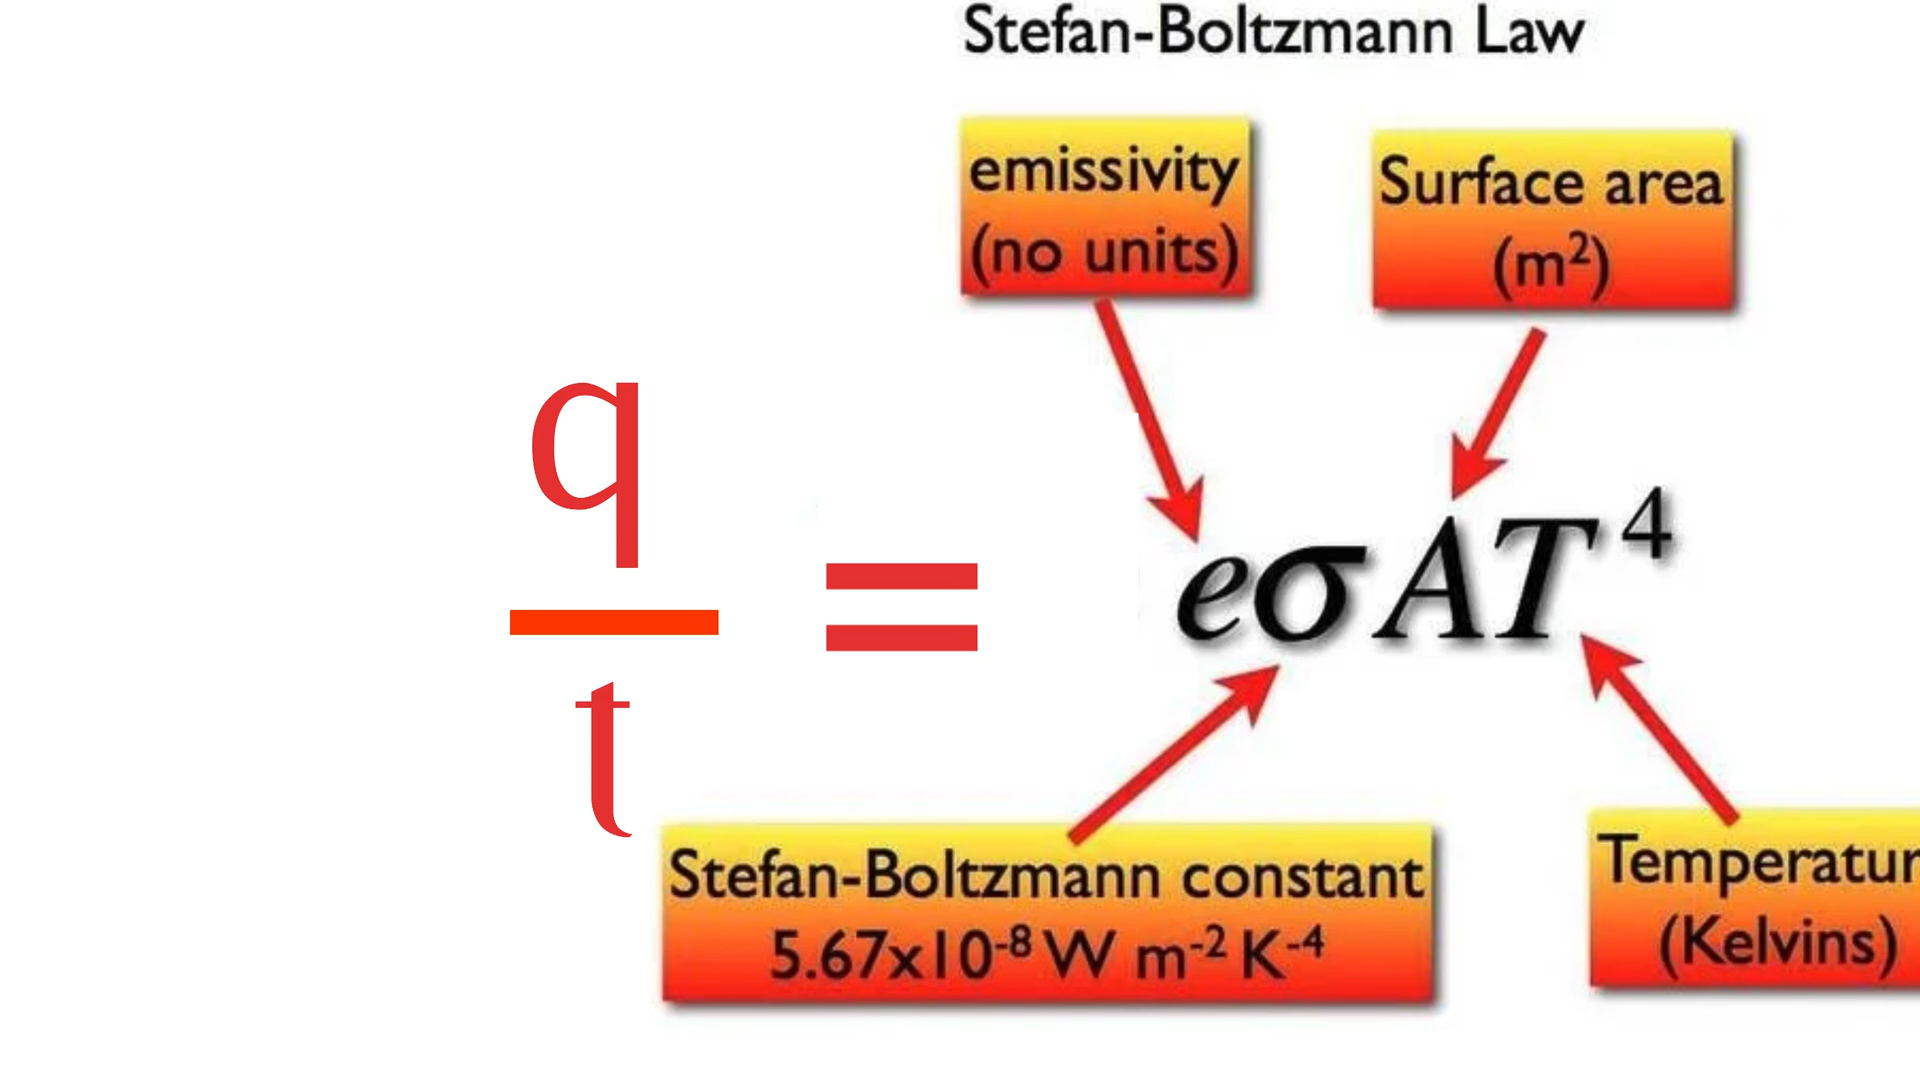 Stefan-Boltzmann Law
emissivity
(no units)
Surface area
(m²)
q
t
=
eσAT⁴
Stefan-Boltzmann constant
5.67x10⁻⁸ W m⁻² K⁻⁴
Temperatur
(Kelvins)